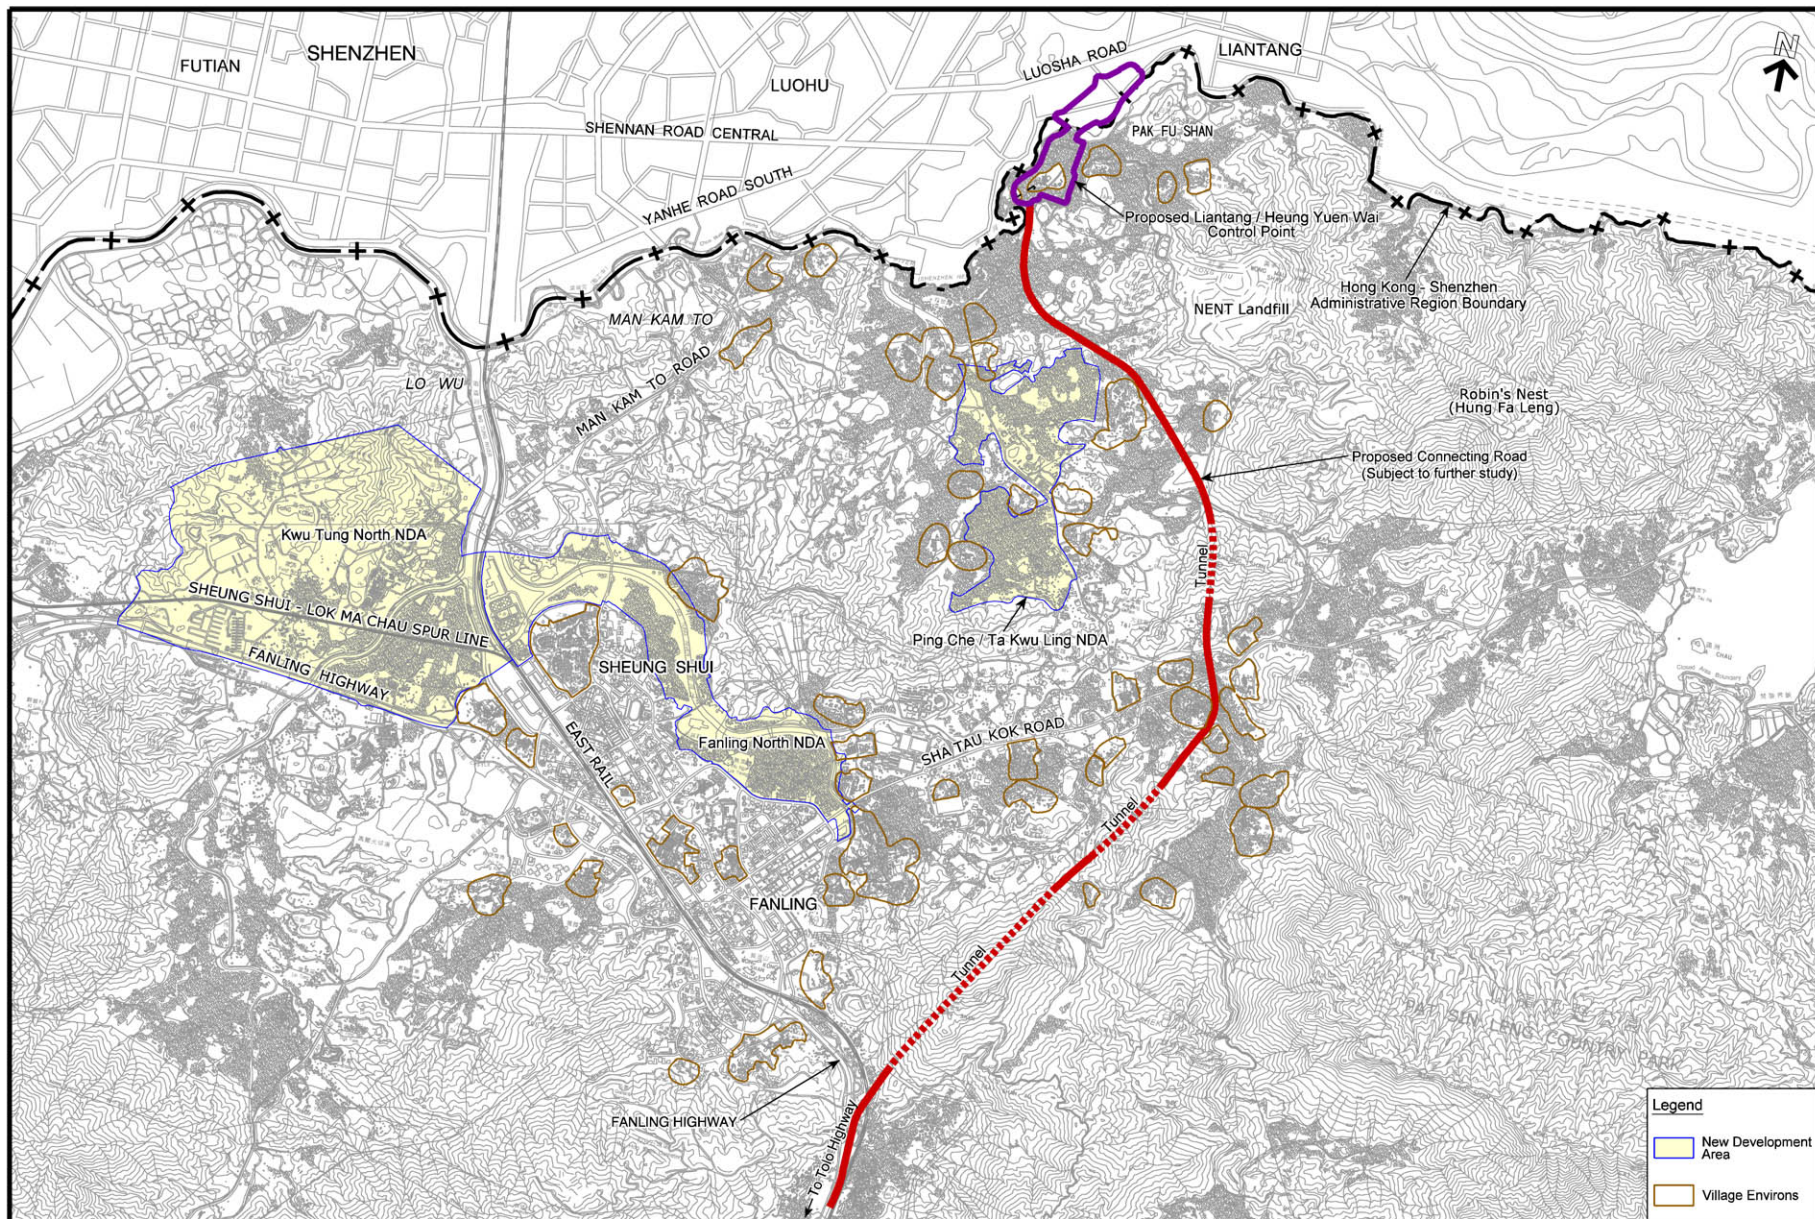 SHENZHEN
FUTIAN
LUOHU
LUOSHA ROAD
LIANTANG
N
SHENNAN ROAD CENTRAL
PAK FU SHAN
YANHE ROAD SOUTH
Proposed Liantang / Heung Yuen Wai
Control Point
Hong Kong - Shenzhen
Administrative Region Boundary
NENT Landfill
MAN KAM TO
LO WU
MAN KAM TO ROAD
Robin's Nest
(Hung Fa Leng)
Proposed Connecting Road
(Subject to further study)
Kwu Tung North NDA
Tunnel
SHEUNG SHUI - LOK MA CHAU SPUR LINE
Ping Che / Ta Kwu Ling NDA
FANLING HIGHWAY
SHEUNG SHUI
EAST RAIL
Fanling North NDA
SHA TAU KOK ROAD
Tunnel
FANLING
Tunnel
PAT SIN LENG COUNTRY PARK
FANLING HIGHWAY
To Tolo Highway
Legend
New Development
Area
Village Environs